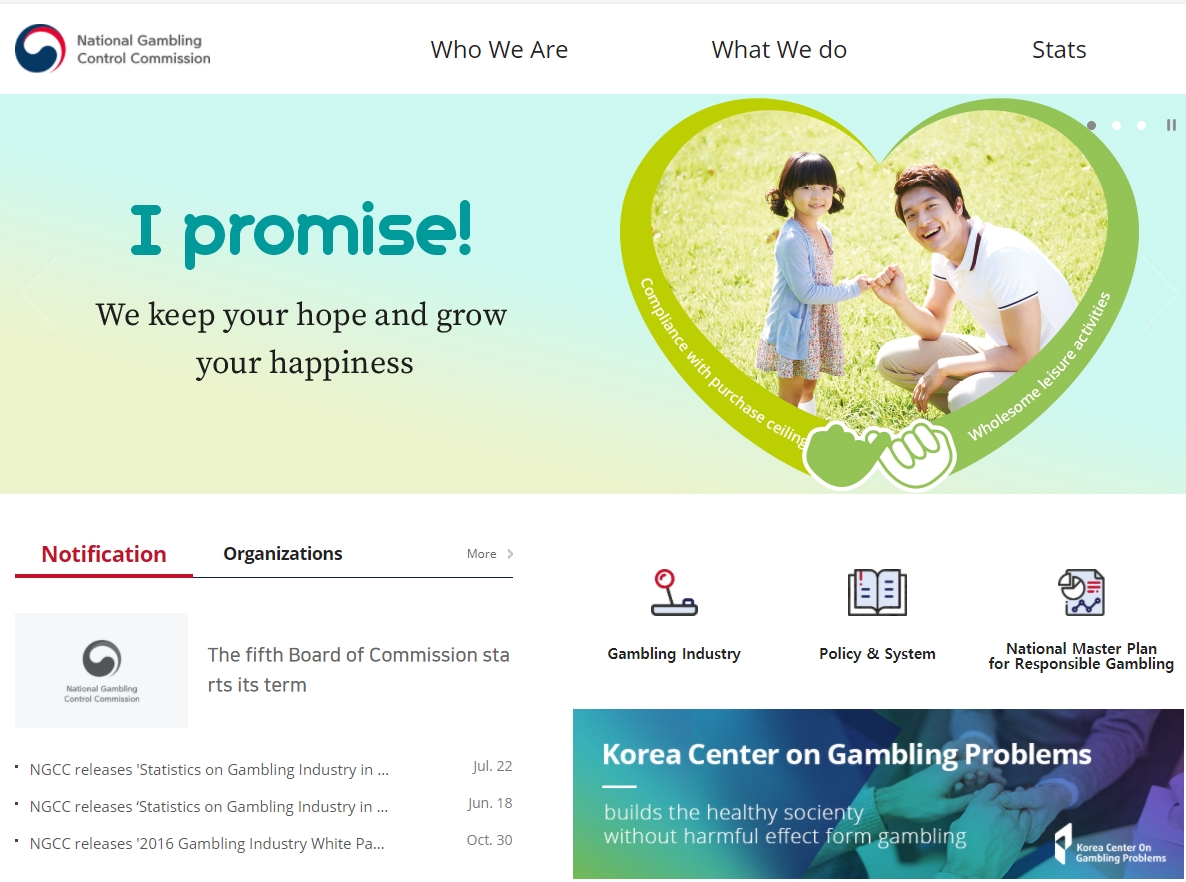 National Gambling
Control Commission
Who We Are
What We do
Stats
I promise!
We keep your hope and grow
your happiness
Compliance with purchase ceiling
Wholesome leisure activities
Notification
Organizations
More
National Gambling
Control Commission
The fifth Board of Commission sta
rts its term
NGCC releases 'Statistics on Gambling Industry in ...
Jul. 22
NGCC releases ‘Statistics on Gambling Industry in ...
Jun. 18
NGCC releases '2016 Gambling Industry White Pa...
Oct. 30
Gambling Industry
Policy & System
National Master Plan
for Responsible Gambling
Korea Center on Gambling Problems
builds the healthy socienty
without harmful effect form gambling
Korea Center On
Gambling Problems